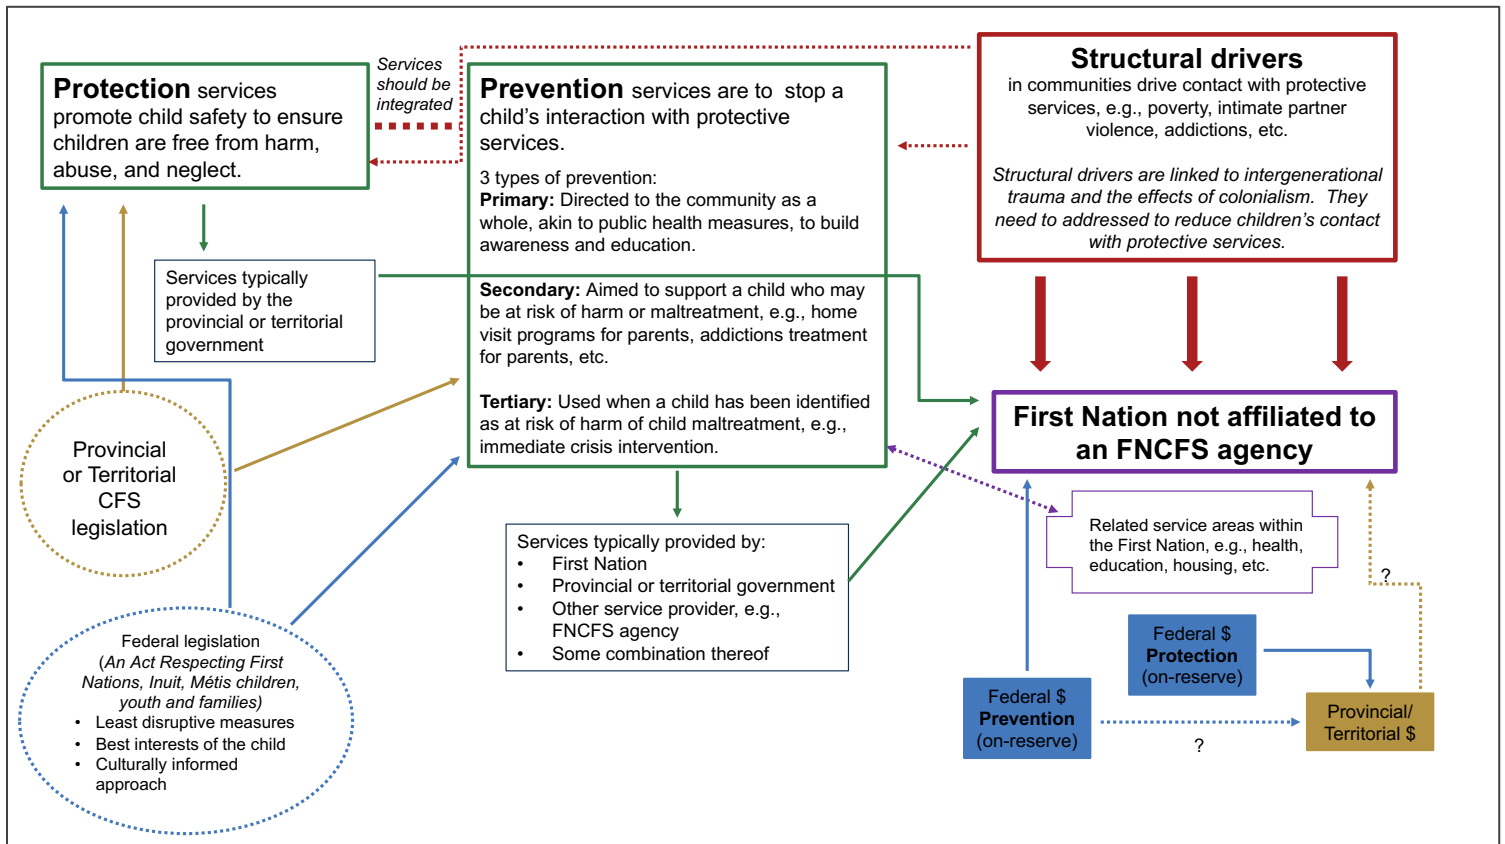 Protection services
promote child safety to ensure
children are free from harm,
abuse, and neglect.
Services
should be
integrated
Prevention services are to stop a
child's interaction with protective
services.
3 types of prevention:
Primary: Directed to the community as a
whole, akin to public health measures, to build
awareness and education.
Secondary: Aimed to support a child who may
be at risk of harm or maltreatment, e.g., home
visit programs for parents, addictions treatment
for parents, etc.
Tertiary: Used when a child has been identified
as at risk of harm of child maltreatment, e.g.,
immediate crisis intervention.
Structural drivers
in communities drive contact with protective
services, e.g., poverty, intimate partner
violence, addictions, etc.
Structural drivers are linked to intergenerational
trauma and the effects of colonialism. They
need to addressed to reduce children's contact
with protective services.
Services typically
provided by the
provincial or territorial
government
Provincial
or Territorial
CFS
legislation
First Nation not affiliated to
an FNCFS agency
Services typically provided by:
• First Nation
• Provincial or territorial government
• Other service provider, e.g.,
FNCFS agency
• Some combination thereof
Related service areas within
the First Nation, e.g., health,
education, housing, etc.
?
Federal legislation
(An Act Respecting First
Nations, Inuit, Métis children,
youth and families)
• Least disruptive measures
• Best interests of the child
• Culturally informed
approach
Federal $
Protection
(on-reserve)
Federal $
Prevention
(on-reserve)
?
Provincial/
Territorial $